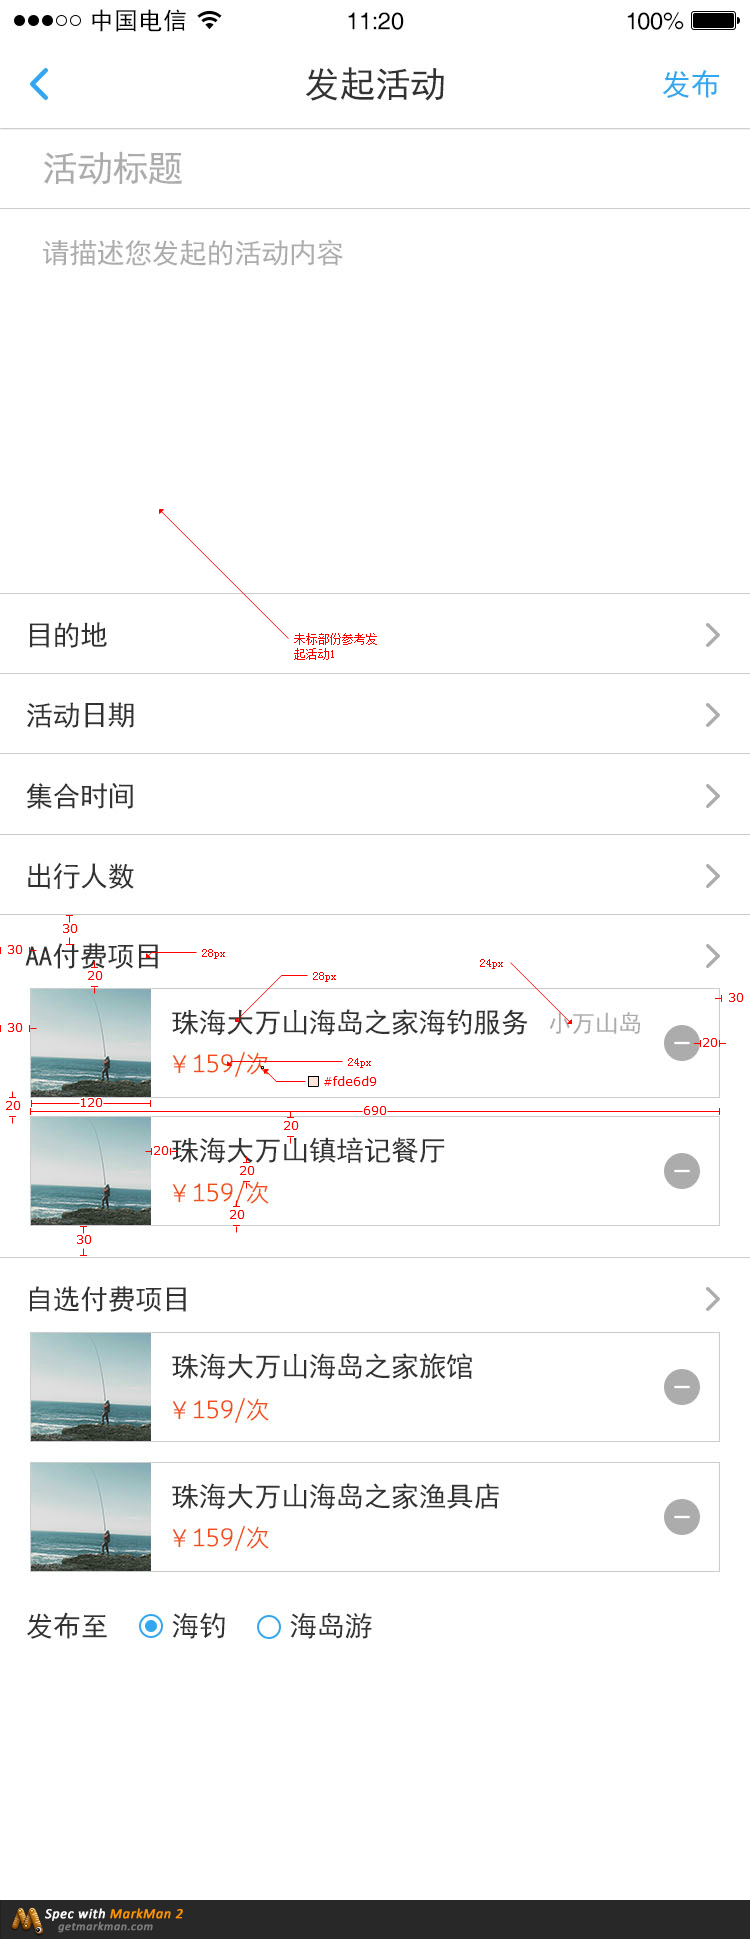 中国电信
11:20
100%
发起活动
发布
活动标题
请描述您发起的活动内容
未标部份参考发
起活动1
目的地
活动日期
集合时间
出行人数
30
30
AA付费项目
28px
20
28px
24px
30
30
珠海大万山海岛之家海钓服务
小万山岛
20
¥159/次
24px
#fde6d9
20
120
690
20
20
珠海大万山镇培记餐厅
20
¥159/次
20
30
自选付费项目
珠海大万山海岛之家旅馆
¥159/次
珠海大万山海岛之家渔具店
¥159/次
发布至
海钓
海岛游
Spec with MarkMan 2
getmarkman.com